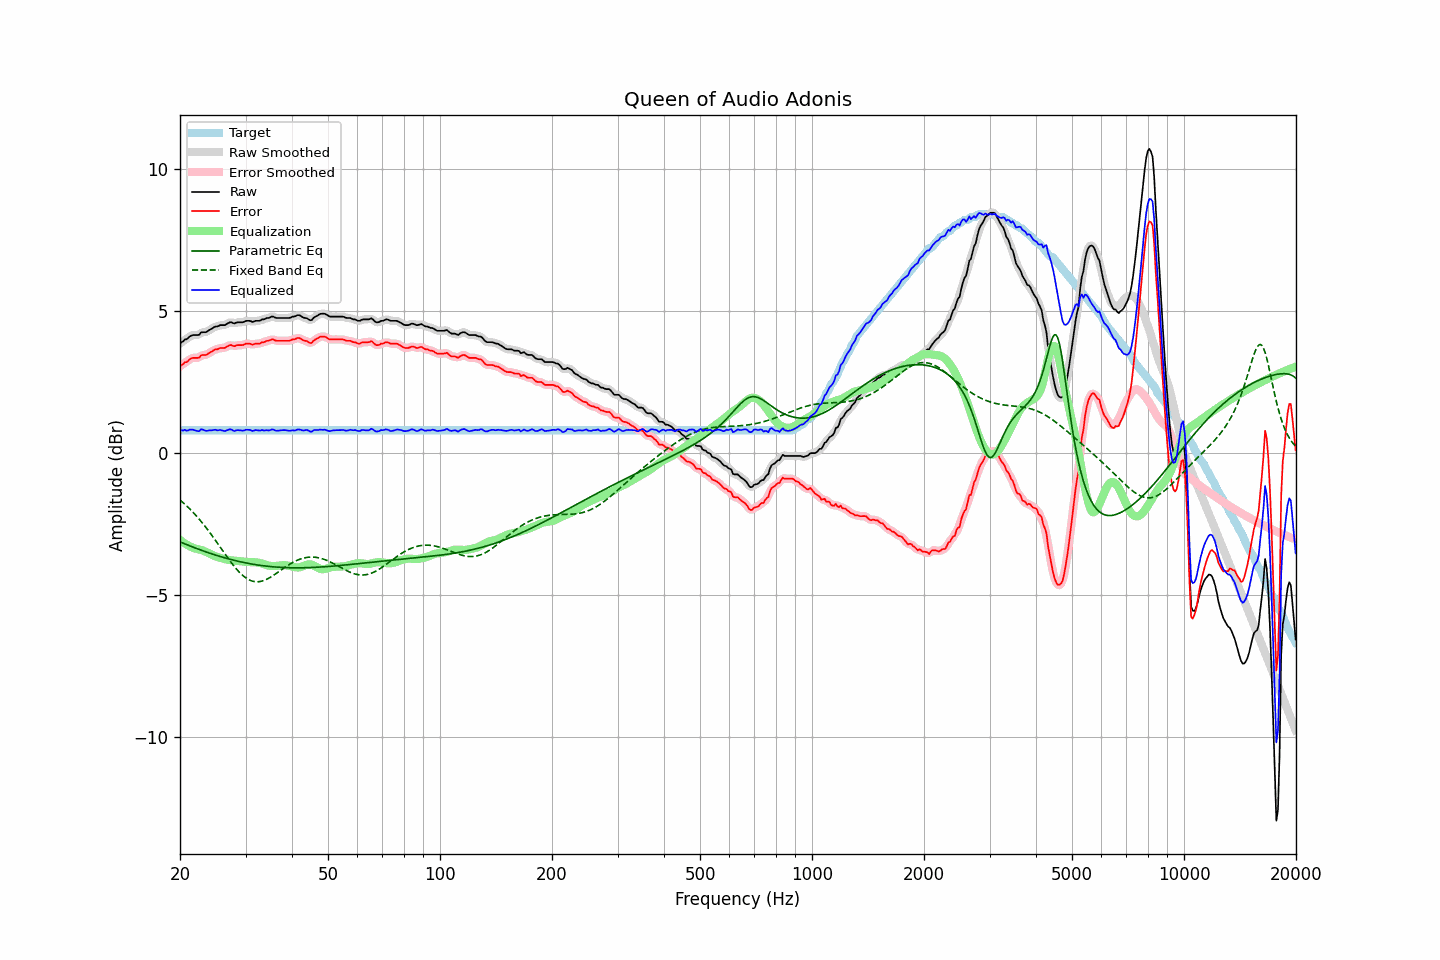 Queen of Audio Adonis
Target
Raw Smoothed
Error Smoothed
Raw
Error
Equalization
Parametric Eq
Fixed Band Eq
Equalized
10
5
0
−5
−10
Amplitude (dBr)
20
50
100
200
500
1000
2000
5000
10000
20000
Frequency (Hz)